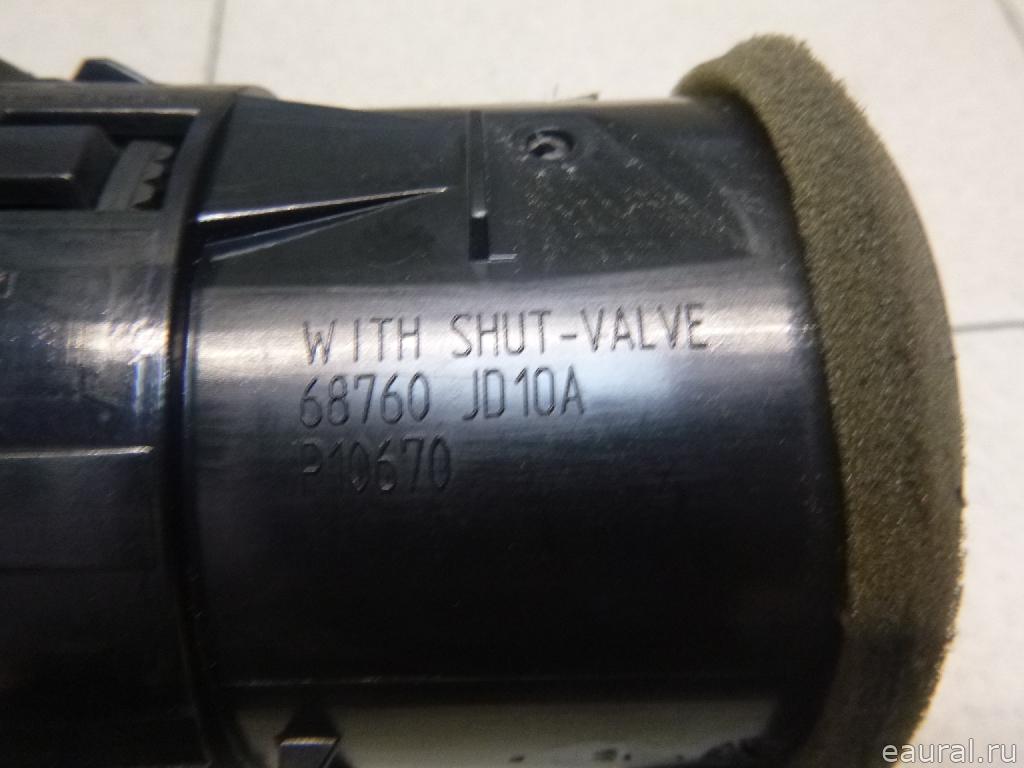 WITH SHUT-VALVE
68760 JD10A
P10670
eaural.ru